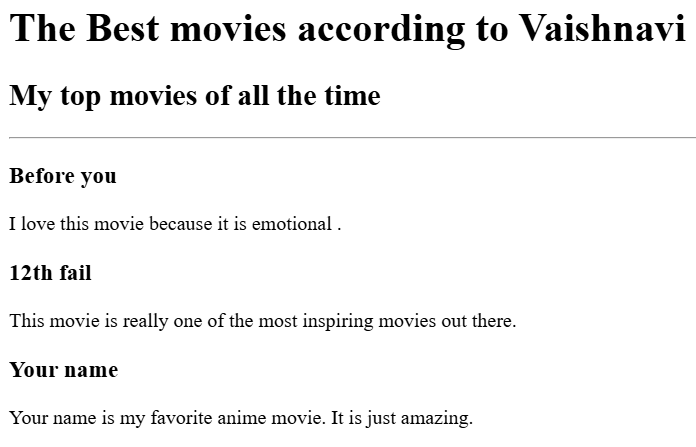 The Best movies according to Vaishnavi
My top movies of all the time
Before you
I love this movie because it is emotional .
12th fail
This movie is really one of the most inspiring movies out there.
Your name
Your name is my favorite anime movie. It is just amazing.